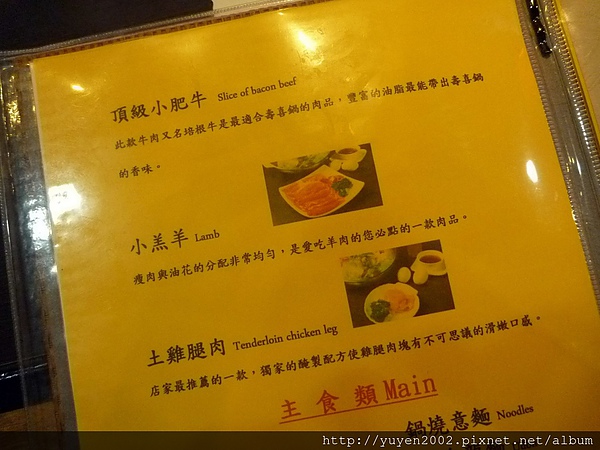 頂級小肥牛 Slice of bacon beef
此款牛肉又名培根牛是最適合壽喜鍋的肉品，豐富的油脂最能帶出壽喜鍋
的香味。
小羔羊 Lamb
瘦肉與油花的分配非常均勻，是愛吃羊肉的您必點的一款肉品。
土雞腿肉 Tenderloin chicken leg
店家最推薦的一款，獨家的醃製配方使雞腿肉塊有不可思議的滑嫩口感。
主食類Main
鍋燒意麵 Noodles
http://yuyen2002.pixnet.net/album